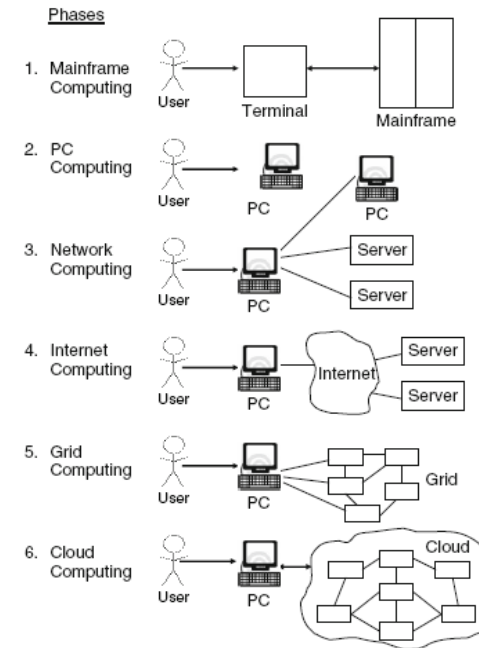 Phases
1. Mainframe
Computing
User
Terminal
Mainframe
2. PC
Computing
User
PC
PC
3. Network
Computing
User
PC
Server
Server
4. Internet
Computing
User
PC
Internet
Server
Server
5. Grid
Computing
User
PC
Grid
6. Cloud
Computing
User
PC
Cloud